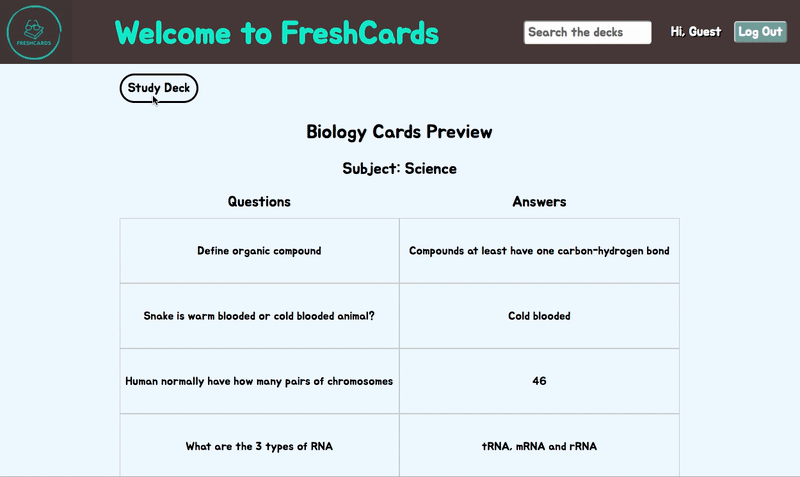 FRESHCARDS
Welcome to FreshCards
Search the decks
Hi, Guest
Log Out
Study Deck
Biology Cards Preview
Subject: Science
Questions Answers
Define organic compound Compounds at least have one carbon-hydrogen bond
Snake is warm blooded or cold blooded animal? Cold blooded
Human normally have how many pairs of chromosomes 46
What are the 3 types of RNA tRNA, mRNA and rRNA